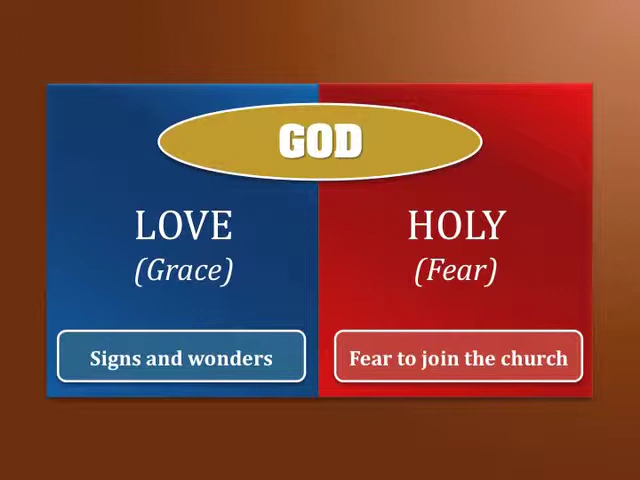 GOD
LOVE
(Grace)
HOLY
(Fear)
Signs and wonders
Fear to join the church